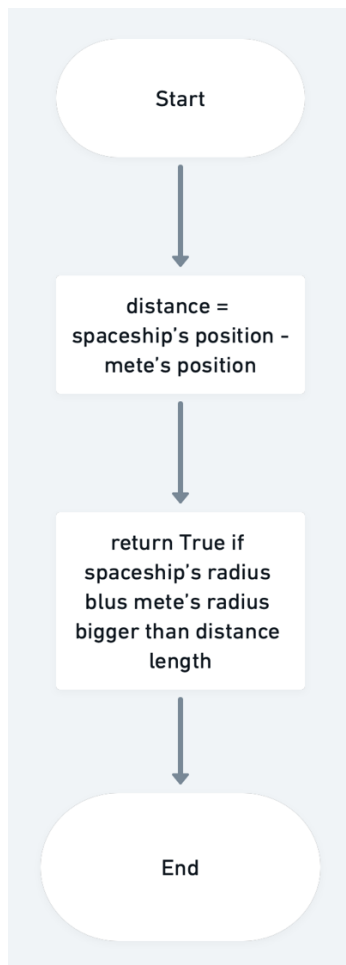 Start
distance =
spaceship's position -
mete's position
return True if
spaceship's radius
blus mete's radius
bigger than distance
length
End